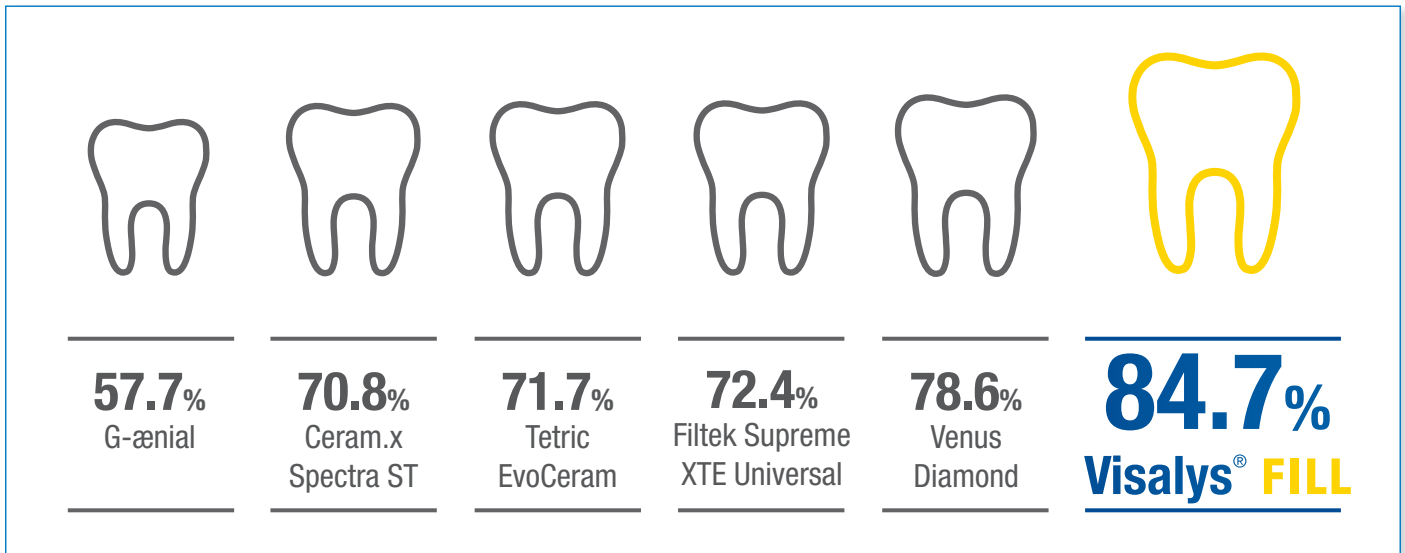 57.7%
G-ænial
70.8%
Ceram.x
Spectra ST
71.7%
Tetric
EvoCeram
72.4%
Filtek Supreme
XTE Universal
78.6%
Venus
Diamond
84.7%
Visalys® FILL